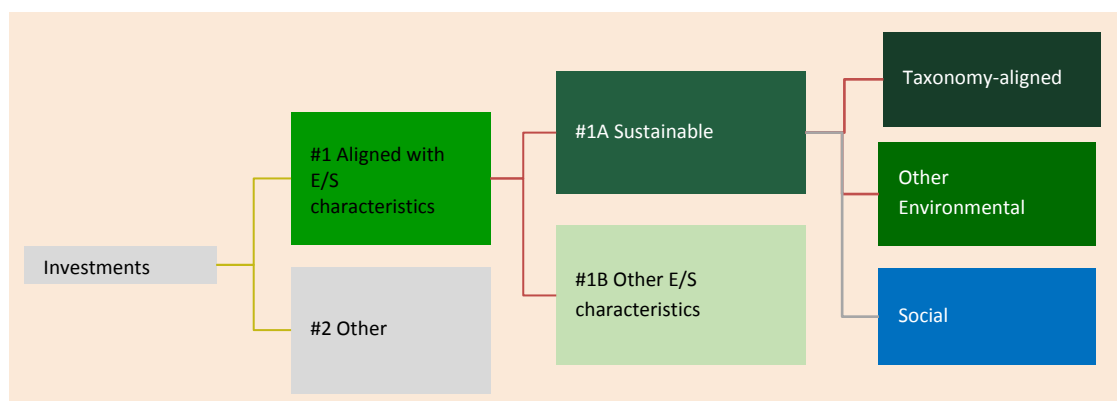 Investments
#1 Aligned with
E/S
characteristics
#2 Other
#1A Sustainable
#1B Other E/S
characteristics
Taxonomy-aligned
Other
Environmental
Social